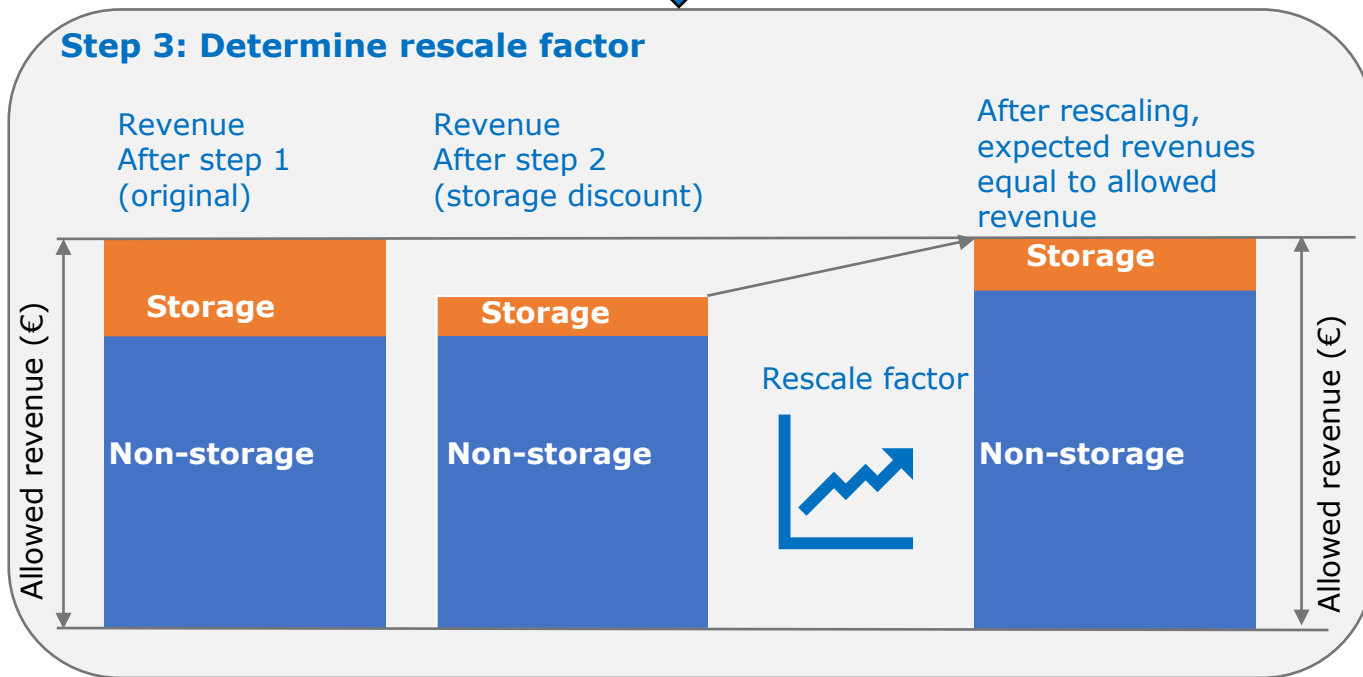 Step 3: Determine rescale factor
Revenue
After step 1
(original)
Revenue
After step 2
(storage discount)
After rescaling,
expected revenues
equal to allowed
revenue
Allowed revenue (€)
Storage
Non-storage
Storage
Non-storage
Rescale factor
Storage
Non-storage
Allowed revenue (€)